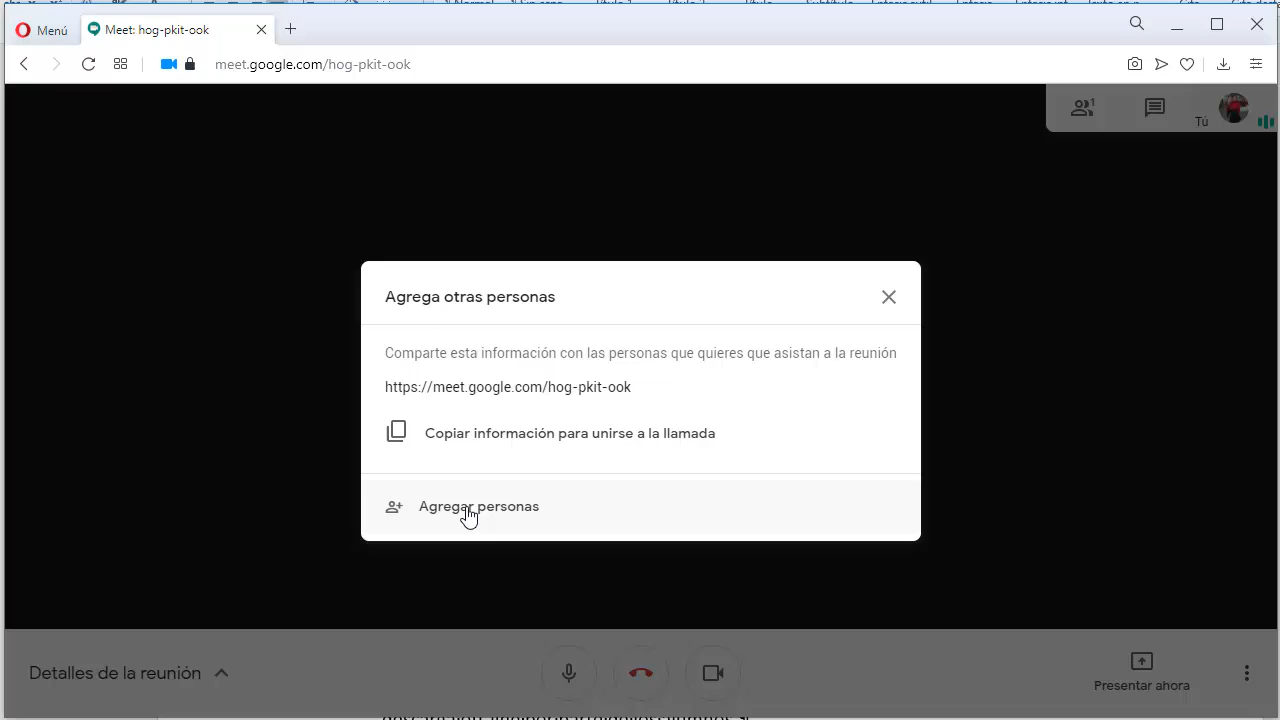 Menú
Meet: hog-pkit-ook
meet.google.com/hog-pkit-ook
1
Tú
Agrega otras personas
Comparte esta información con las personas que quieres que asistan a la reunión
https://meet.google.com/hog-pkit-ook
Copiar información para unirse a la llamada
Agregar personas
Detalles de la reunión
Presentar ahora